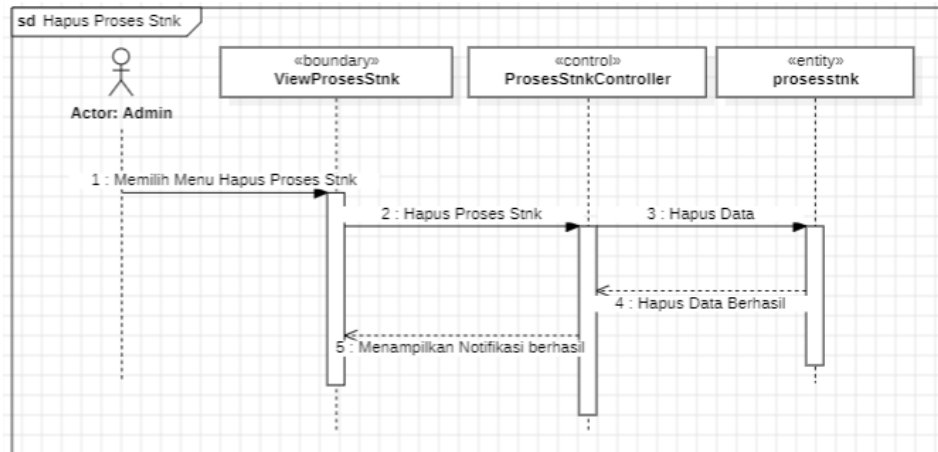 sd Hapus Proses Stnk
Actor: Admin
«boundary»
ViewProsesStnk
«control»
ProsesStnkController
«entity»
prosesstnk
1 : Memilih Menu Hapus Proses Stnk
2 : Hapus Proses Stnk
3 : Hapus Data
4 : Hapus Data Berhasil
5 : Menampilkan Notifikasi berhasil